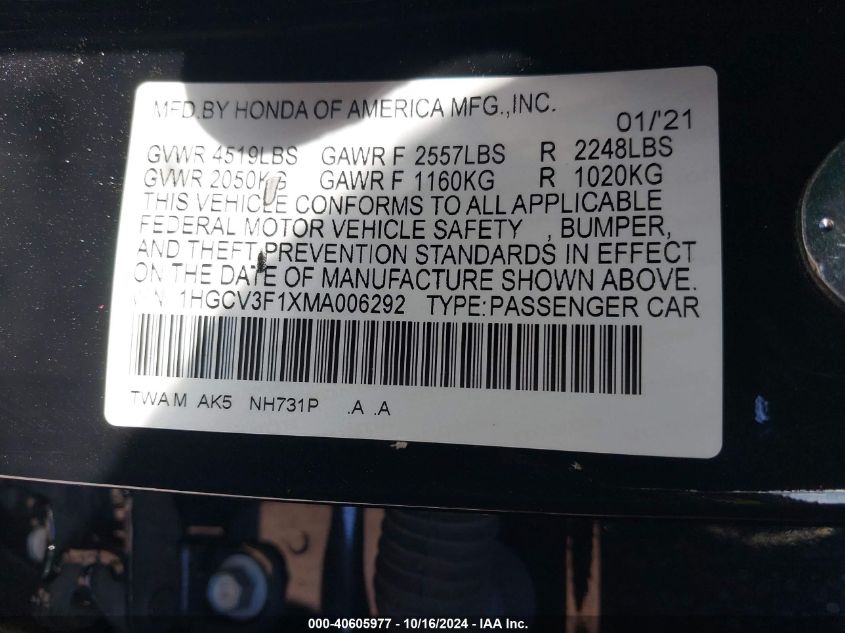 MFD.BY HONDA OF AMERICA MFG.,INC.
01/'21
GVWR 4519LBS GAWR F 2557LBS R 2248LBS
GVWR 2050KG GAWR F 1160KG R 1020KG
THIS VEHICLE CONFORMS TO ALL APPLICABLE
FEDERAL MOTOR VEHICLE SAFETY , BUMPER,
AND THEFT PREVENTION STANDARDS IN EFFECT
ON THE DATE OF MANUFACTURE SHOWN ABOVE.
1HGCV3F1XMA006292 TYPE:PASSENGER CAR
TWAM AK5 NH731P .A .A
000-40605977 - 10/16/2024 - IAA Inc.